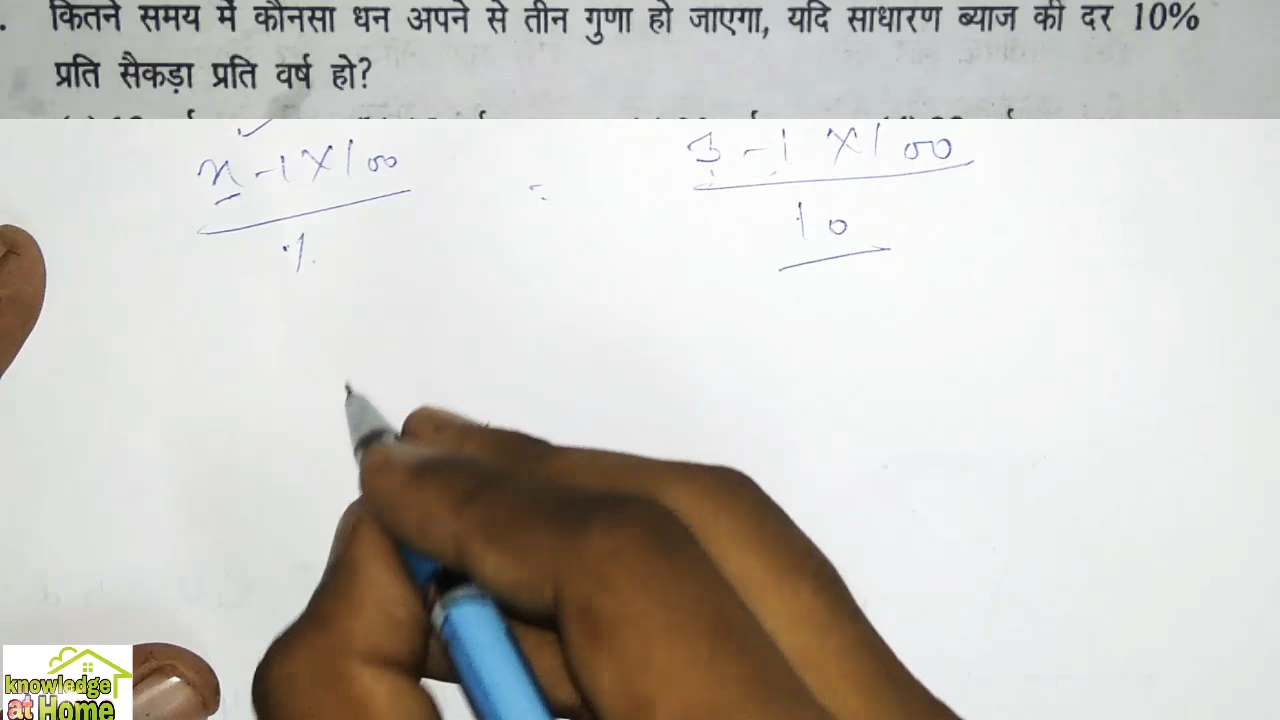 कितने समय में कौनसा धन अपने से तीन गुणा हो जाएगा, यदि साधारण ब्याज की दर 10%
प्रति सैकड़ा प्रति वर्ष हो?
n-1×100 = 3-1×100
% 10
knowledge
at Home